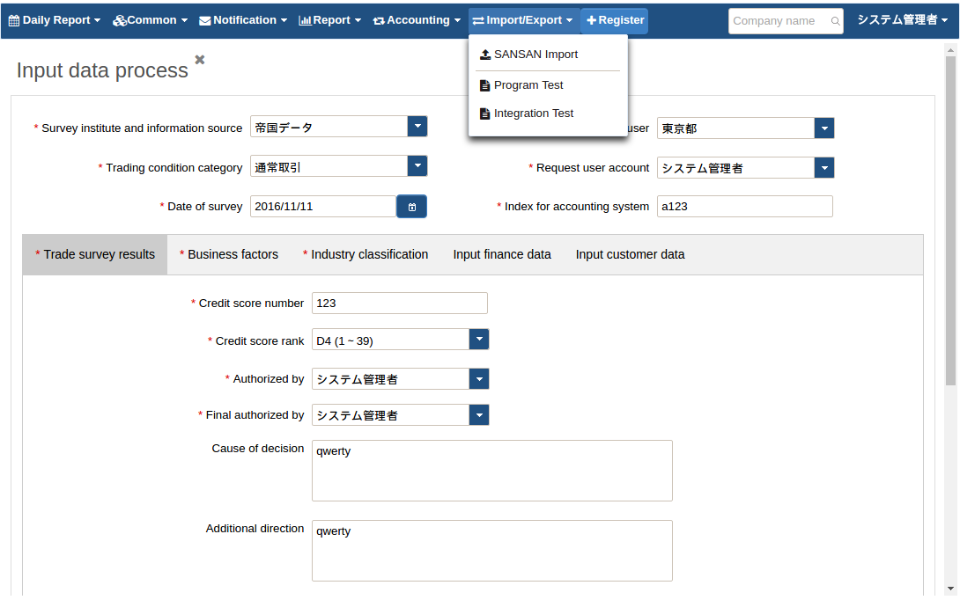 Daily Report Common Notification Report Accounting Import/Export Register Company name システム管理者
SANSAN Import
Program Test
Integration Test
Input data process
* Survey institute and information source 帝国データ user 東京都
* Trading condition category 通常取引 * Request user account システム管理者
* Date of survey 2016/11/11 * Index for accounting system a123
* Trade survey results * Business factors * Industry classification Input finance data Input customer data
* Credit score number 123
* Credit score rank D4 (1 ~ 39)
* Authorized by システム管理者
* Final authorized by システム管理者
Cause of decision qwerty
Additional direction qwerty